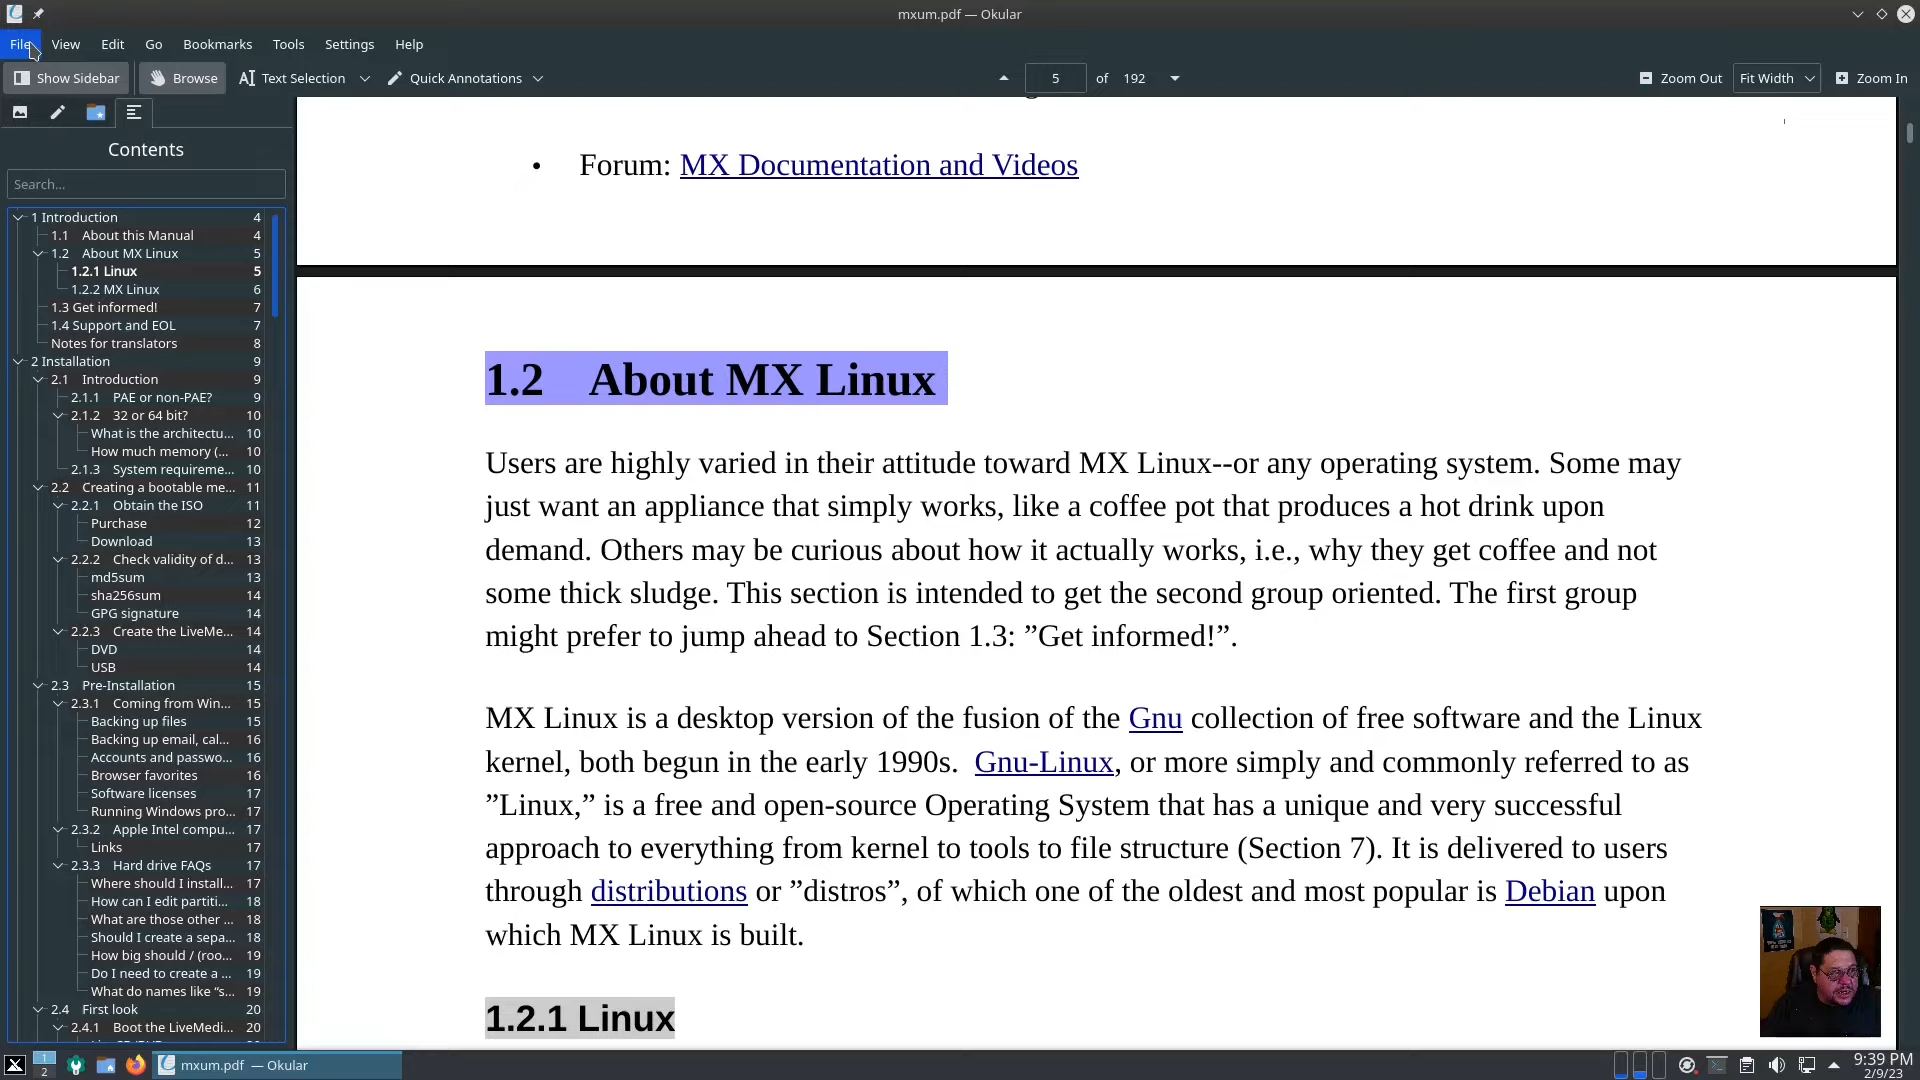 mxum.pdf — Okular
File View Edit Go Bookmarks Tools Settings Help
Show Sidebar Browse Text Selection Quick Annotations 5 of 192 Zoom Out Fit Width Zoom In
Contents
Search...
1 Introduction 4
1.1 About this Manual 4
1.2 About MX Linux 5
1.2.1 Linux 5
1.2.2 MX Linux 6
1.3 Get informed! 7
1.4 Support and EOL 7
Notes for translators 8
2 Installation 9
2.1 Introduction 9
2.1.1 PAE or non-PAE? 9
2.1.2 32 or 64 bit? 10
What is the architectu... 10
How much memory (... 10
2.1.3 System requireme... 10
2.2 Creating a bootable me... 11
2.2.1 Obtain the ISO 11
Purchase 12
Download 13
2.2.2 Check validity of d... 13
md5sum 13
sha256sum 14
GPG signature 14
2.2.3 Create the LiveMe... 14
DVD 14
USB 14
2.3 Pre-Installation 15
2.3.1 Coming from Win... 15
Backing up files 15
Backing up email, cal... 16
Accounts and passwo... 16
Browser favorites 16
Software licenses 17
Running Windows pro... 17
2.3.2 Apple Intel compu... 17
Links 17
2.3.3 Hard drive FAQs 17
Where should I install... 17
How can I edit partiti... 18
What are those other ... 18
Should I create a sepa... 18
How big should / (roo... 19
Do I need to create a ... 19
What do names like “s... 19
2.4 First look 20
2.4.1 Boot the LiveMedi... 20
• Forum: MX Documentation and Videos
1.2 About MX Linux
Users are highly varied in their attitude toward MX Linux--or any operating system. Some may
just want an appliance that simply works, like a coffee pot that produces a hot drink upon
demand. Others may be curious about how it actually works, i.e., why they get coffee and not
some thick sludge. This section is intended to get the second group oriented. The first group
might prefer to jump ahead to Section 1.3: ”Get informed!”.
MX Linux is a desktop version of the fusion of the Gnu collection of free software and the Linux
kernel, both begun in the early 1990s. Gnu-Linux, or more simply and commonly referred to as
”Linux,” is a free and open-source Operating System that has a unique and very successful
approach to everything from kernel to tools to file structure (Section 7). It is delivered to users
through distributions or ”distros”, of which one of the oldest and most popular is Debian upon
which MX Linux is built.
1.2.1 Linux
1
2
mxum.pdf — Okular
9:39 PM
2/9/23